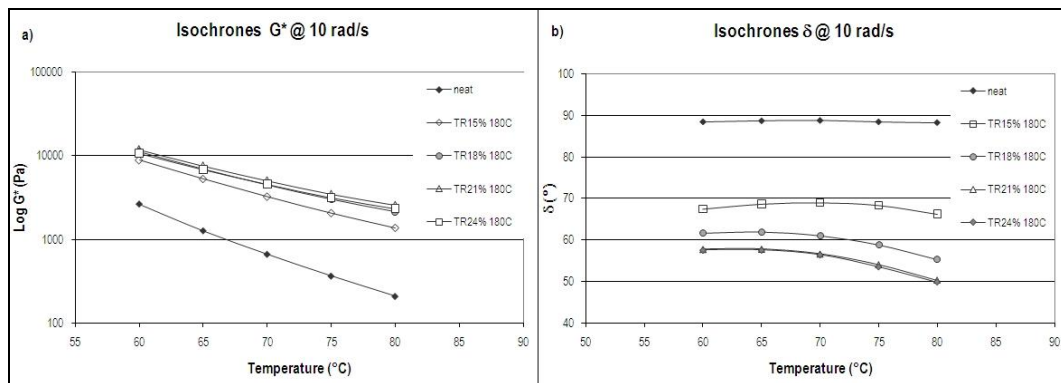 a)
Isochrones G* @ 10 rad/s
Log G* (Pa)
100000
10000
1000
100
55
60
65
70
75
80
85
90
Temperature (°C)
neat
TR15% 180C
TR18% 180C
TR21% 180C
TR24% 180C
b)
Isochrones δ @ 10 rad/s
δ (°)
100
90
80
70
60
50
40
50
55
60
65
70
75
80
85
90
Temperature (°C)
neat
TR15% 180C
TR18% 180C
TR21% 180C
TR24% 180C